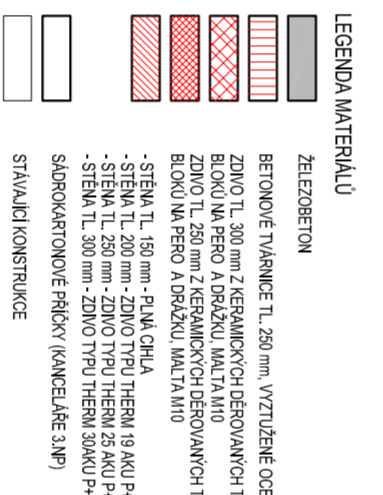 LEGENDA MATERIÁLŮ
ŽELEZOBETON
BETONOVÉ TVÁRNICE TL. 250 mm, VYZTUŽENÉ OCE
ZDIVO TL. 300 mm Z KERAMICKÝCH DĚROVANÝCH T
BLOKŮ NA PERO A DRÁŽKU, MALTA M10
ZDIVO TL. 250 mm Z KERAMICKÝCH DĚROVANÝCH T
BLOKŮ NA PERO A DRÁŽKU, MALTA M10
- STĚNA TL. 150 mm - PLNÁ CIHLA
- STĚNA TL. 200 mm - ZDIVO TYPU THERM 19 AKU P+
- STĚNA TL. 250 mm - ZDIVO TYPU THERM 25 AKU P+
- STĚNA TL. 300 mm - ZDIVO TYPU THERM 30AKU P+
SÁDROKARTONOVÉ PŘÍČKY (KANCELÁŘE 3.NP)
STÁVAJÍCÍ KONSTRUKCE